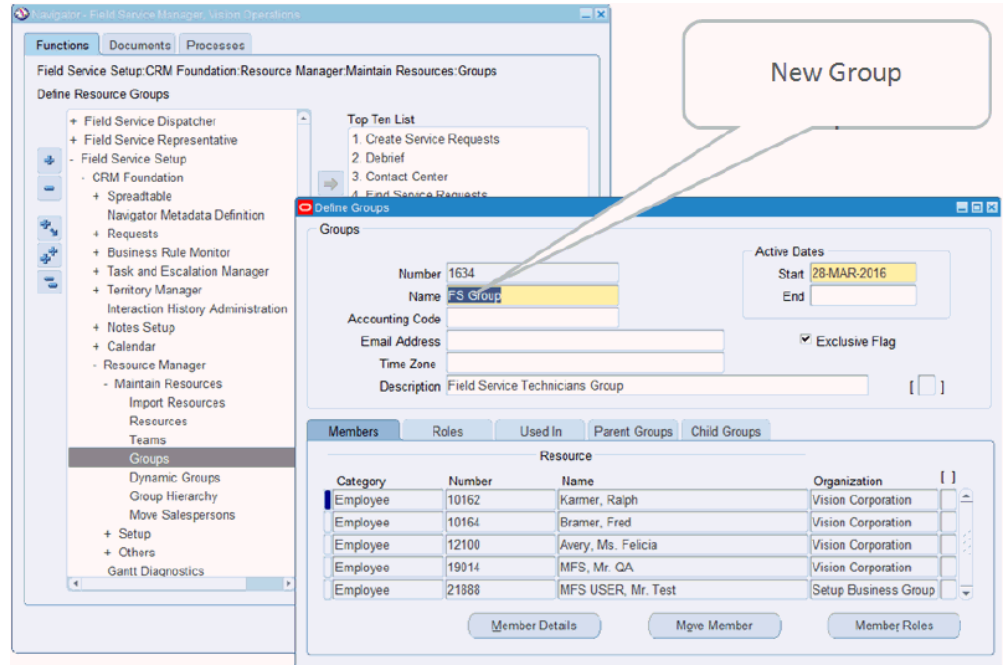 Navigator - Field Service Manager, Vision Operations
Functions Documents Processes
Field Service Setup:CRM Foundation:Resource Manager:Maintain Resources:Groups
Define Resource Groups
+ Field Service Dispatcher
+ Field Service Representative
- Field Service Setup
- CRM Foundation
+ Spreadtable
Navigator Metadata Definition
+ Requests
+ Business Rule Monitor
+ Task and Escalation Manager
+ Territory Manager
Interaction History Administration
+ Notes Setup
+ Calendar
- Resource Manager
- Maintain Resources
Import Resources
Resources
Teams
Groups
Dynamic Groups
Group Hierarchy
Move Salespersons
+ Setup
+ Others
Gantt Diagnostics
Top Ten List
1. Create Service Requests
2. Debrief
3. Contact Center
4. Find Service Requests
New Group
Define Groups
Groups
Number 1634
Name FS Group
Accounting Code
Email Address
Time Zone
Description Field Service Technicians Group
[ ]
Active Dates
Start 28-MAR-2016
End
Exclusive Flag
Members Roles Used In Parent Groups Child Groups
Resource
Category Number Name Organization [ ]
Employee 10162 Karmer, Ralph Vision Corporation
Employee 10164 Bramer, Fred Vision Corporation
Employee 12100 Avery, Ms. Felicia Vision Corporation
Employee 19014 MFS, Mr. QA Vision Corporation
Employee 21888 MFS USER, Mr. Test Setup Business Group
Member Details Move Member Member Roles